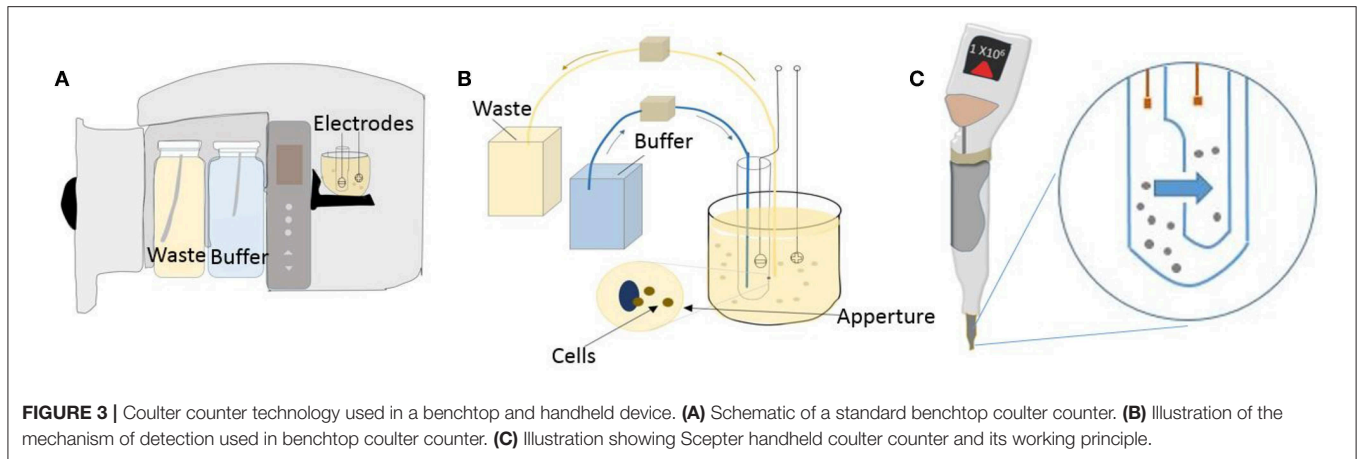 A
Electrodes
Waste
Buffer
B
Waste
Buffer
Apperture
Cells
C
1 X10⁶
FIGURE 3 | Coulter counter technology used in a benchtop and handheld device. (A) Schematic of a standard benchtop coulter counter. (B) Illustration of the
mechanism of detection used in benchtop coulter counter. (C) Illustration showing Scepter handheld coulter counter and its working principle.